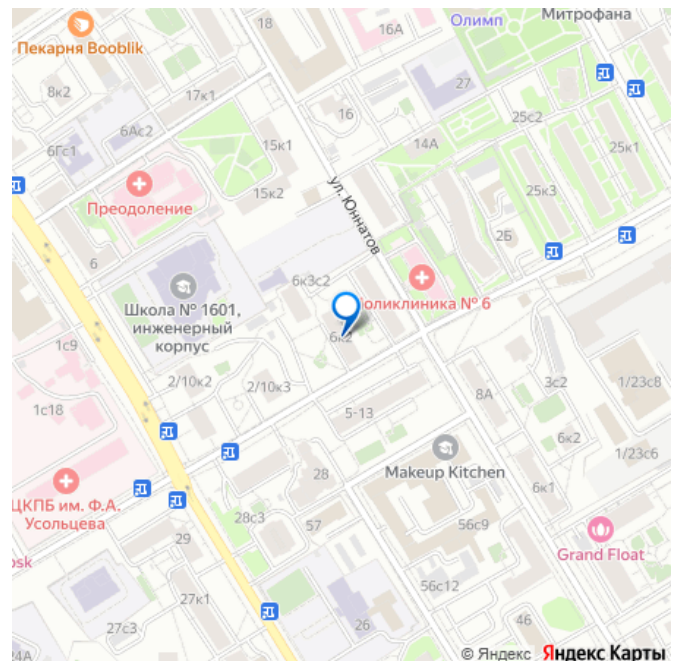 Олимп
Митрофана
18
16А
Пекарня Booblik
27
8к2
17к1
16
25с2
6Ас2
14А
25к1
6Гс1
15к1
15к2
25к3
Преодоление
ул. Юннатов
2Б
6
6к3с2
Поликлиника № 6
Школа № 1601,
инженерный
корпус
6к2
1с9
2/10к2
2/10к3
3с2
1/23с8
8А
1с18
5-13
6к2
1/23с6
Makeup Kitchen
28
6к1
ЦКПБ им. Ф.А.
Усольцева
28с3
57
56с9
29
Grand Float
osk
56с12
27к1
46
26
27с3
24А
© Яндекс Яндекс Карты